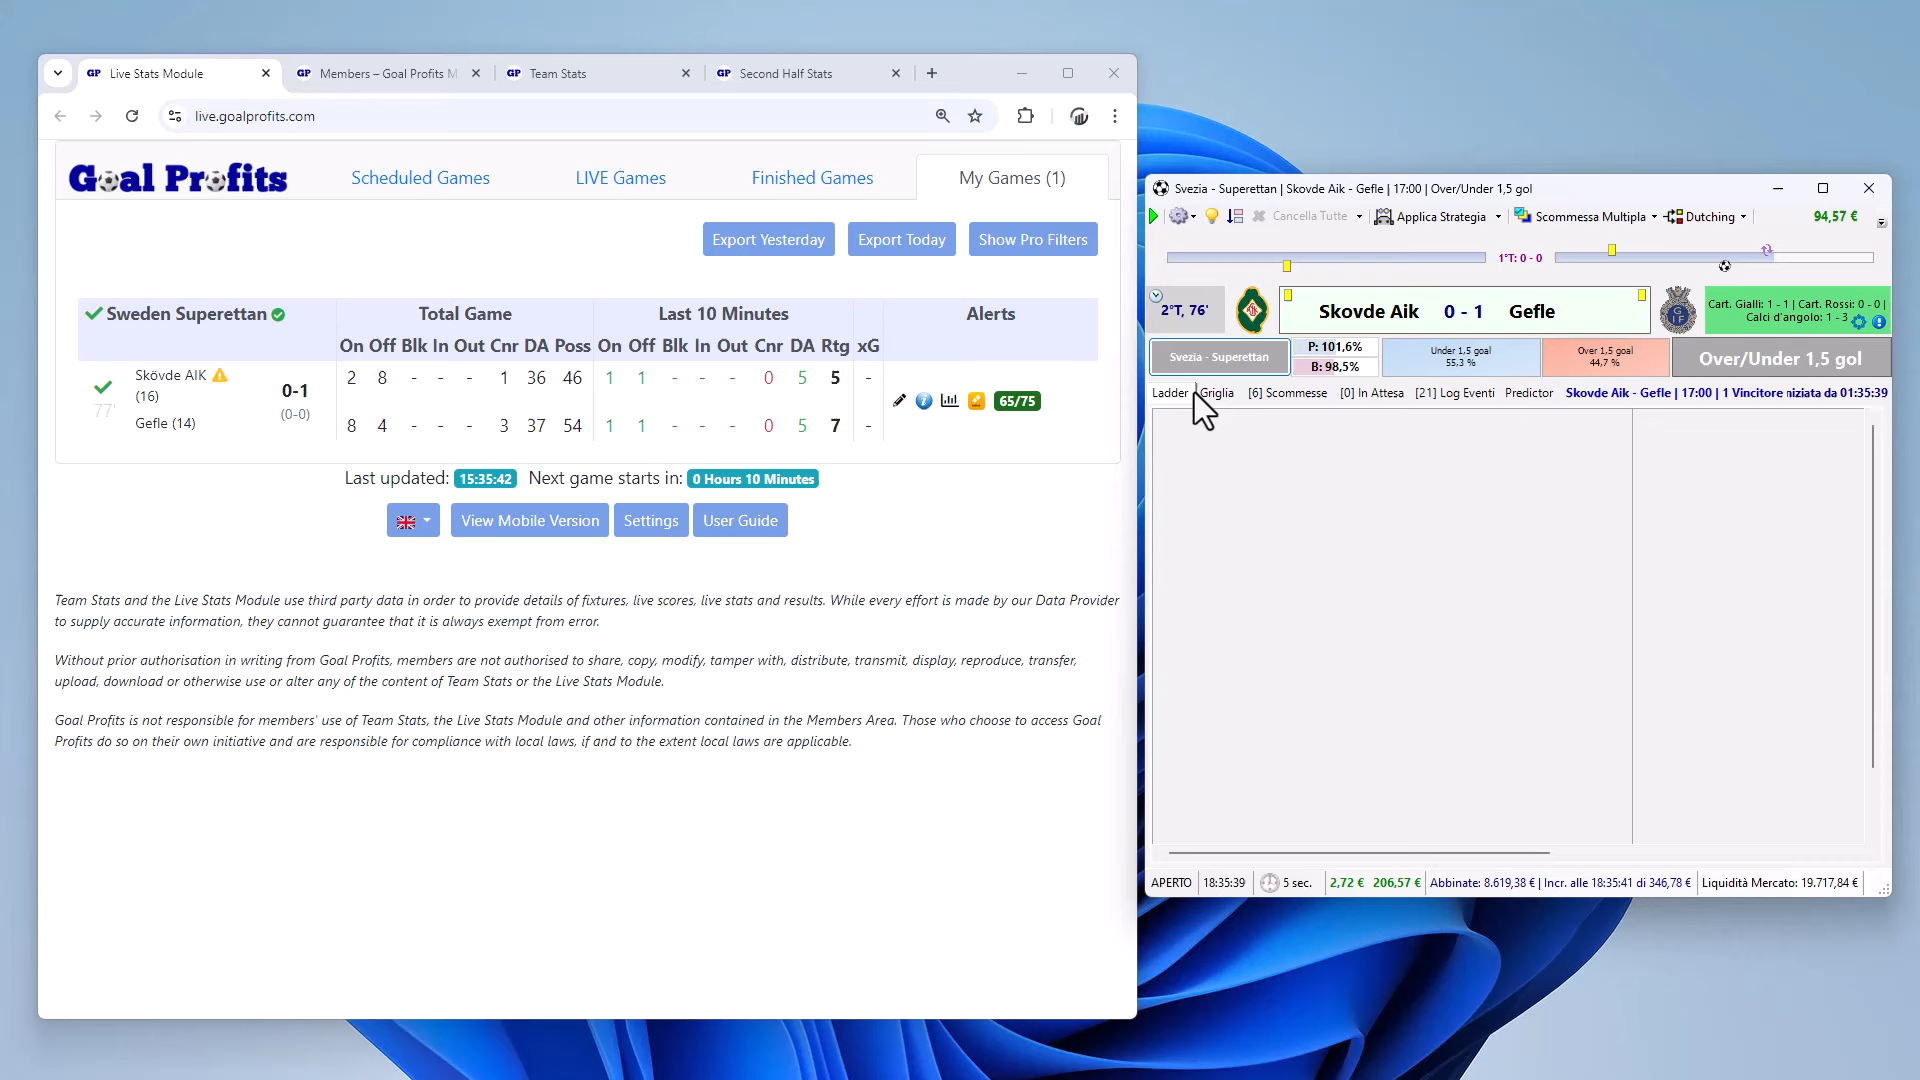 Live Stats Module
Members – Goal Profits M
Team Stats
Second Half Stats
live.goalprofits.com
Goal Profits
Scheduled Games
LIVE Games
Finished Games
My Games (1)
Export Yesterday
Export Today
Show Pro Filters
Sweden Superettan
Total Game
Last 10 Minutes
Alerts
On Off Blk In Out Cnr DA Poss On Off Blk In Out Cnr DA Rtg xG
Skövde AIK
(16)
77'
Gefle (14)
0-1
(0-0)
2 8 - - - 1 36 46 1 1 - - - 0 5 5 -
8 4 - - - 3 37 54 1 1 - - - 0 5 7 -
65/75
Last updated: 15:35:42 Next game starts in: 0 Hours 10 Minutes
View Mobile Version
Settings
User Guide
Team Stats and the Live Stats Module use third party data in order to provide details of fixtures, live scores, live stats and results. While every effort is made by our Data Provider
to supply accurate information, they cannot guarantee that it is always exempt from error.
Without prior authorisation in writing from Goal Profits, members are not authorised to share, copy, modify, tamper with, distribute, transmit, display, reproduce, transfer,
upload, download or otherwise use or alter any of the content of Team Stats or the Live Stats Module.
Goal Profits is not responsible for members' use of Team Stats, the Live Stats Module and other information contained in the Members Area. Those who choose to access Goal
Profits do so on their own initiative and are responsible for compliance with local laws, if and to the extent local laws are applicable.
Svezia - Superettan | Skovde Aik - Gefle | 17:00 | Over/Under 1,5 gol
Cancella Tutte
Applica Strategia
Scommessa Multipla
Dutching
94,57 €
1°T: 0 - 0
2°T, 76'
Skovde Aik 0 - 1 Gefle
Cart. Gialli: 1 - 1 | Cart. Rossi: 0 - 0 |
Calci d'angolo: 1 - 3
Svezia - Superettan
P: 101,6%
B: 98,5%
Under 1,5 goal
55,3 %
Over 1,5 goal
44,7 %
Over/Under 1,5 gol
Ladder
Griglia
[6] Scommesse
[0] In Attesa
[21] Log Eventi
Predictor
Skovde Aik - Gefle | 17:00 | 1 Vincitore niziata da 01:35:39
APERTO
18:35:39
5 sec.
2,72 € 206,57 €
Abbinate: 8.619,38 € | Incr. alle 18:35:41 di 346,78 €
Liquidità Mercato: 19.717,84 €